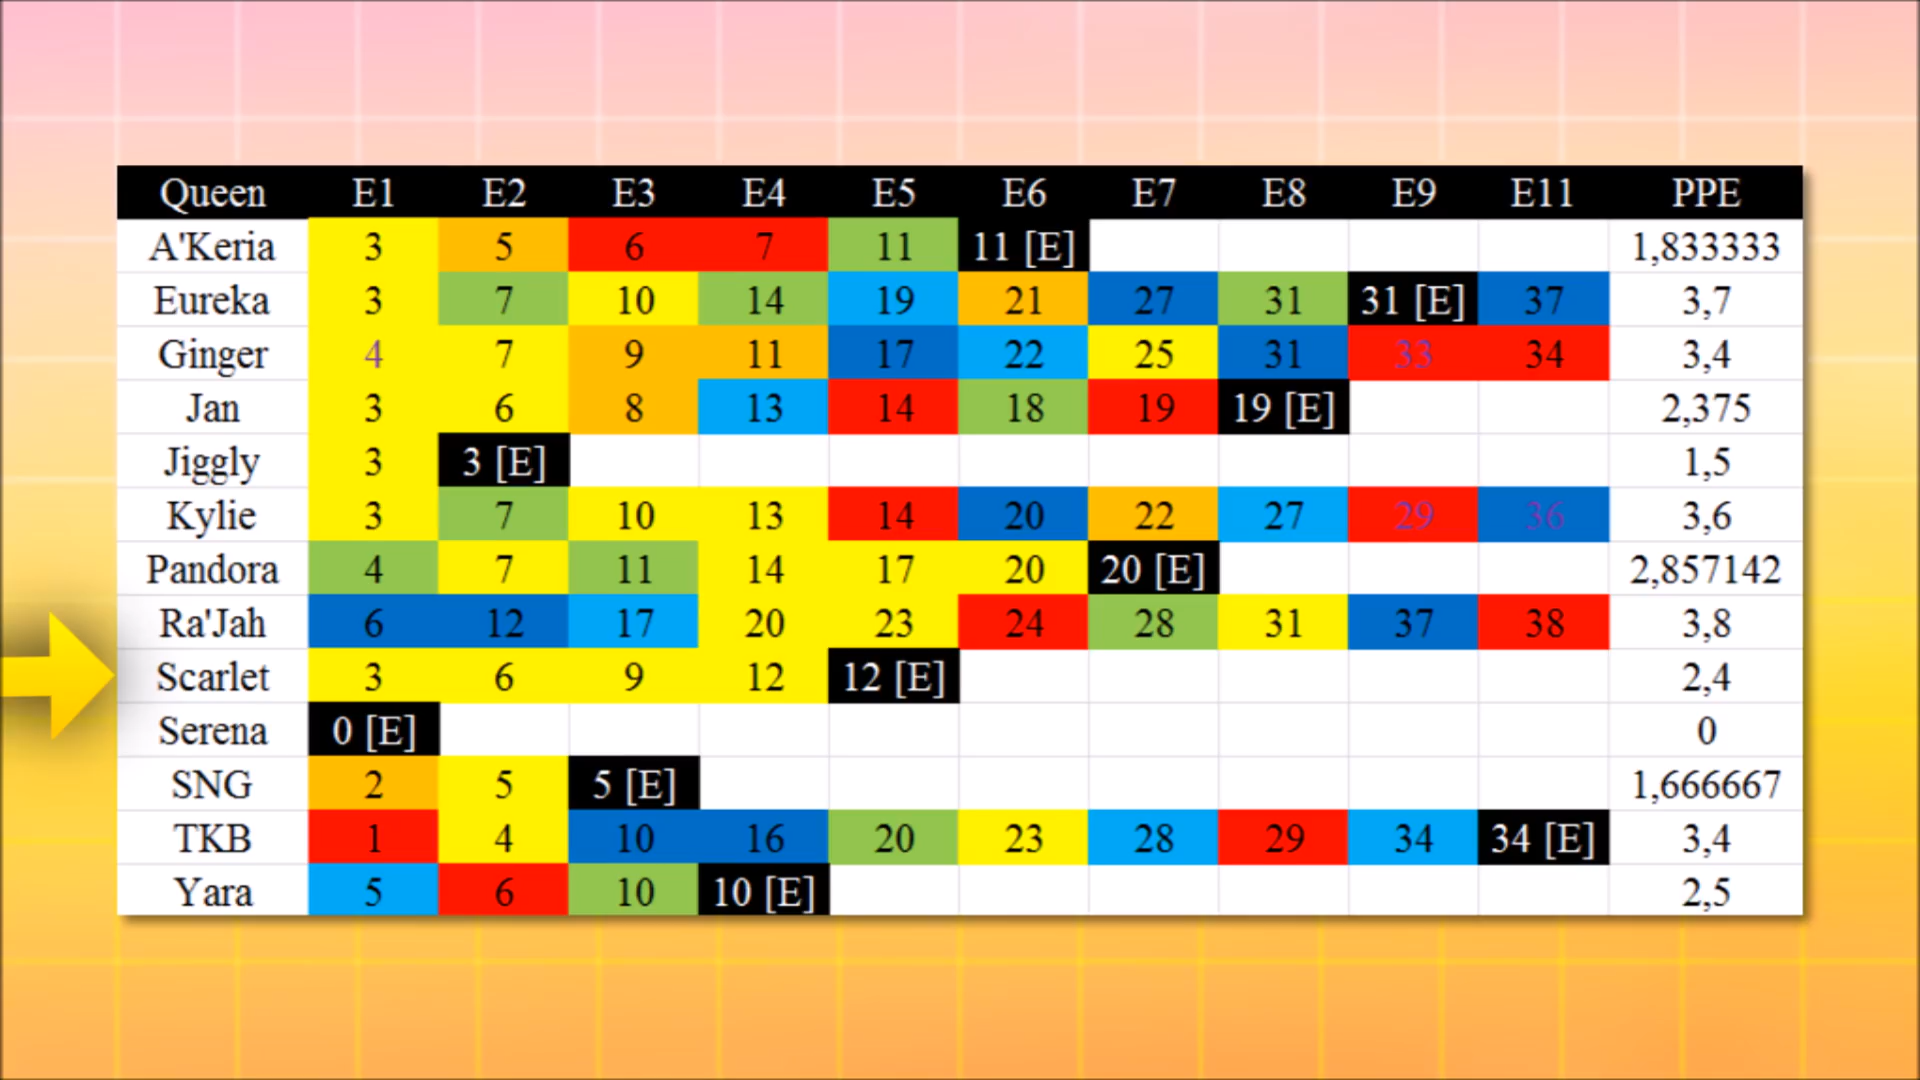 Queen E1 E2 E3 E4 E5 E6 E7 E8 E9 E11 PPE
A'Keria 3 5 6 7 11 11 [E] 1,833333
Eureka 3 7 10 14 19 21 27 31 31 [E] 37 3,7
Ginger 4 7 9 11 17 22 25 31 33 34 3,4
Jan 3 6 8 13 14 18 19 19 [E] 2,375
Jiggly 3 3 [E] 1,5
Kylie 3 7 10 13 14 20 22 27 29 36 3,6
Pandora 4 7 11 14 17 20 20 [E] 2,857142
Ra'Jah 6 12 17 20 23 24 28 31 37 38 3,8
Scarlet 3 6 9 12 12 [E] 2,4
Serena 0 [E] 0
SNG 2 5 5 [E] 1,666667
TKB 1 4 10 16 20 23 28 29 34 34 [E] 3,4
Yara 5 6 10 10 [E] 2,5